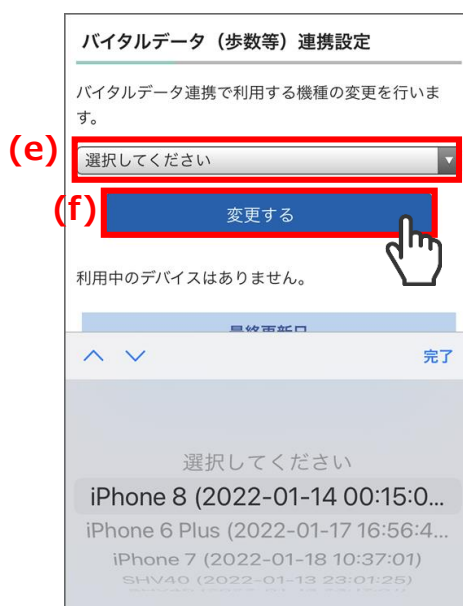 バイタルデータ（歩数等）連携設定
バイタルデータ連携で利用する機種の変更を行いま
す。
(e)
選択してください
(f)
変更する
利用中のデバイスはありません。
最終更新日
完了
選択してください
iPhone 8 (2022-01-14 00:15:0...
iPhone 6 Plus (2022-01-17 16:56:4...
iPhone 7 (2022-01-18 10:37:01)
SHV40 (2022-01-13 23:01:25)